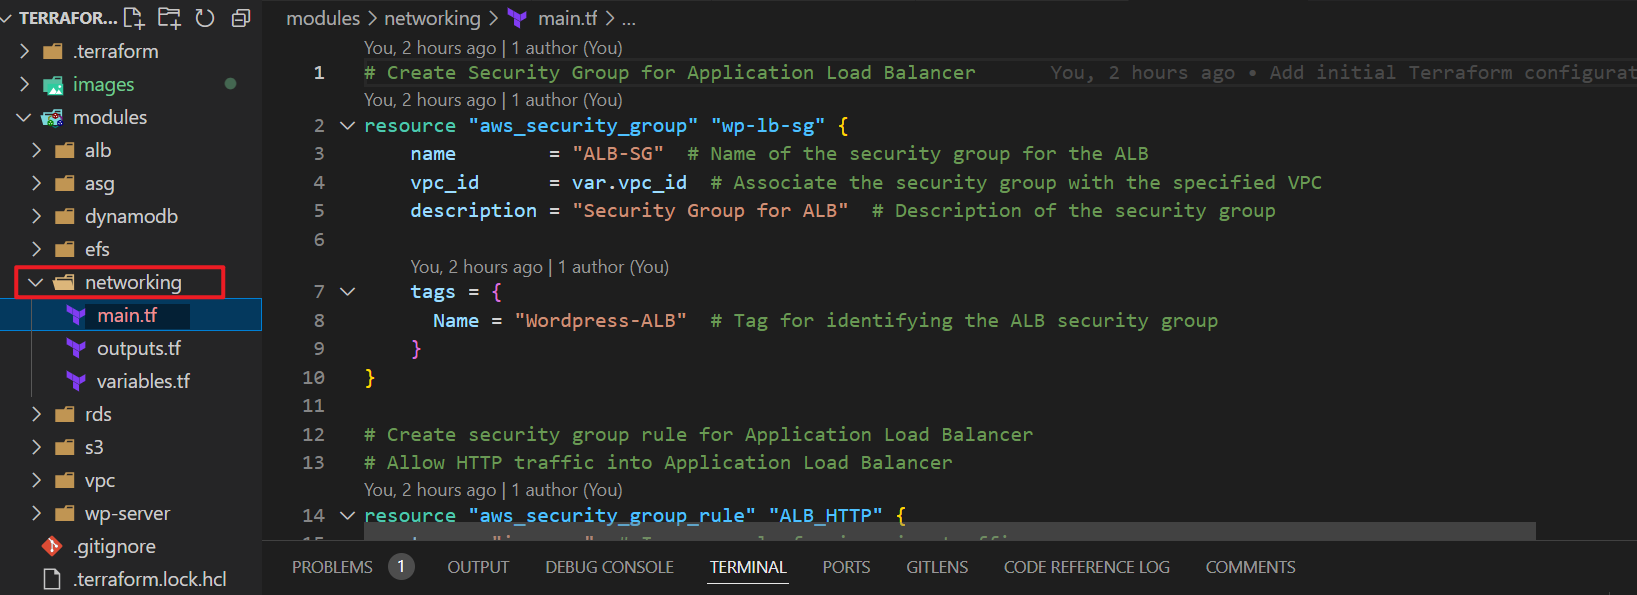 TERRAFOR...
.terraform
images
modules
alb
asg
dynamodb
efs
networking
main.tf
outputs.tf
variables.tf
rds
s3
vpc
wp-server
.gitignore
.terraform.lock.hcl
modules > networking > main.tf > ...
You, 2 hours ago | 1 author (You)
1 # Create Security Group for Application Load Balancer You, 2 hours ago • Add initial Terraform configurat
You, 2 hours ago | 1 author (You)
2 resource "aws_security_group" "wp-lb-sg" {
3 name = "ALB-SG" # Name of the security group for the ALB
4 vpc_id = var.vpc_id # Associate the security group with the specified VPC
5 description = "Security Group for ALB" # Description of the security group
6
You, 2 hours ago | 1 author (You)
7 tags = {
8 Name = "Wordpress-ALB" # Tag for identifying the ALB security group
9 }
10 }
11
12 # Create security group rule for Application Load Balancer
13 # Allow HTTP traffic into Application Load Balancer
You, 2 hours ago | 1 author (You)
14 resource "aws_security_group_rule" "ALB_HTTP" {
PROBLEMS 1 OUTPUT DEBUG CONSOLE TERMINAL PORTS GITLENS CODE REFERENCE LOG COMMENTS